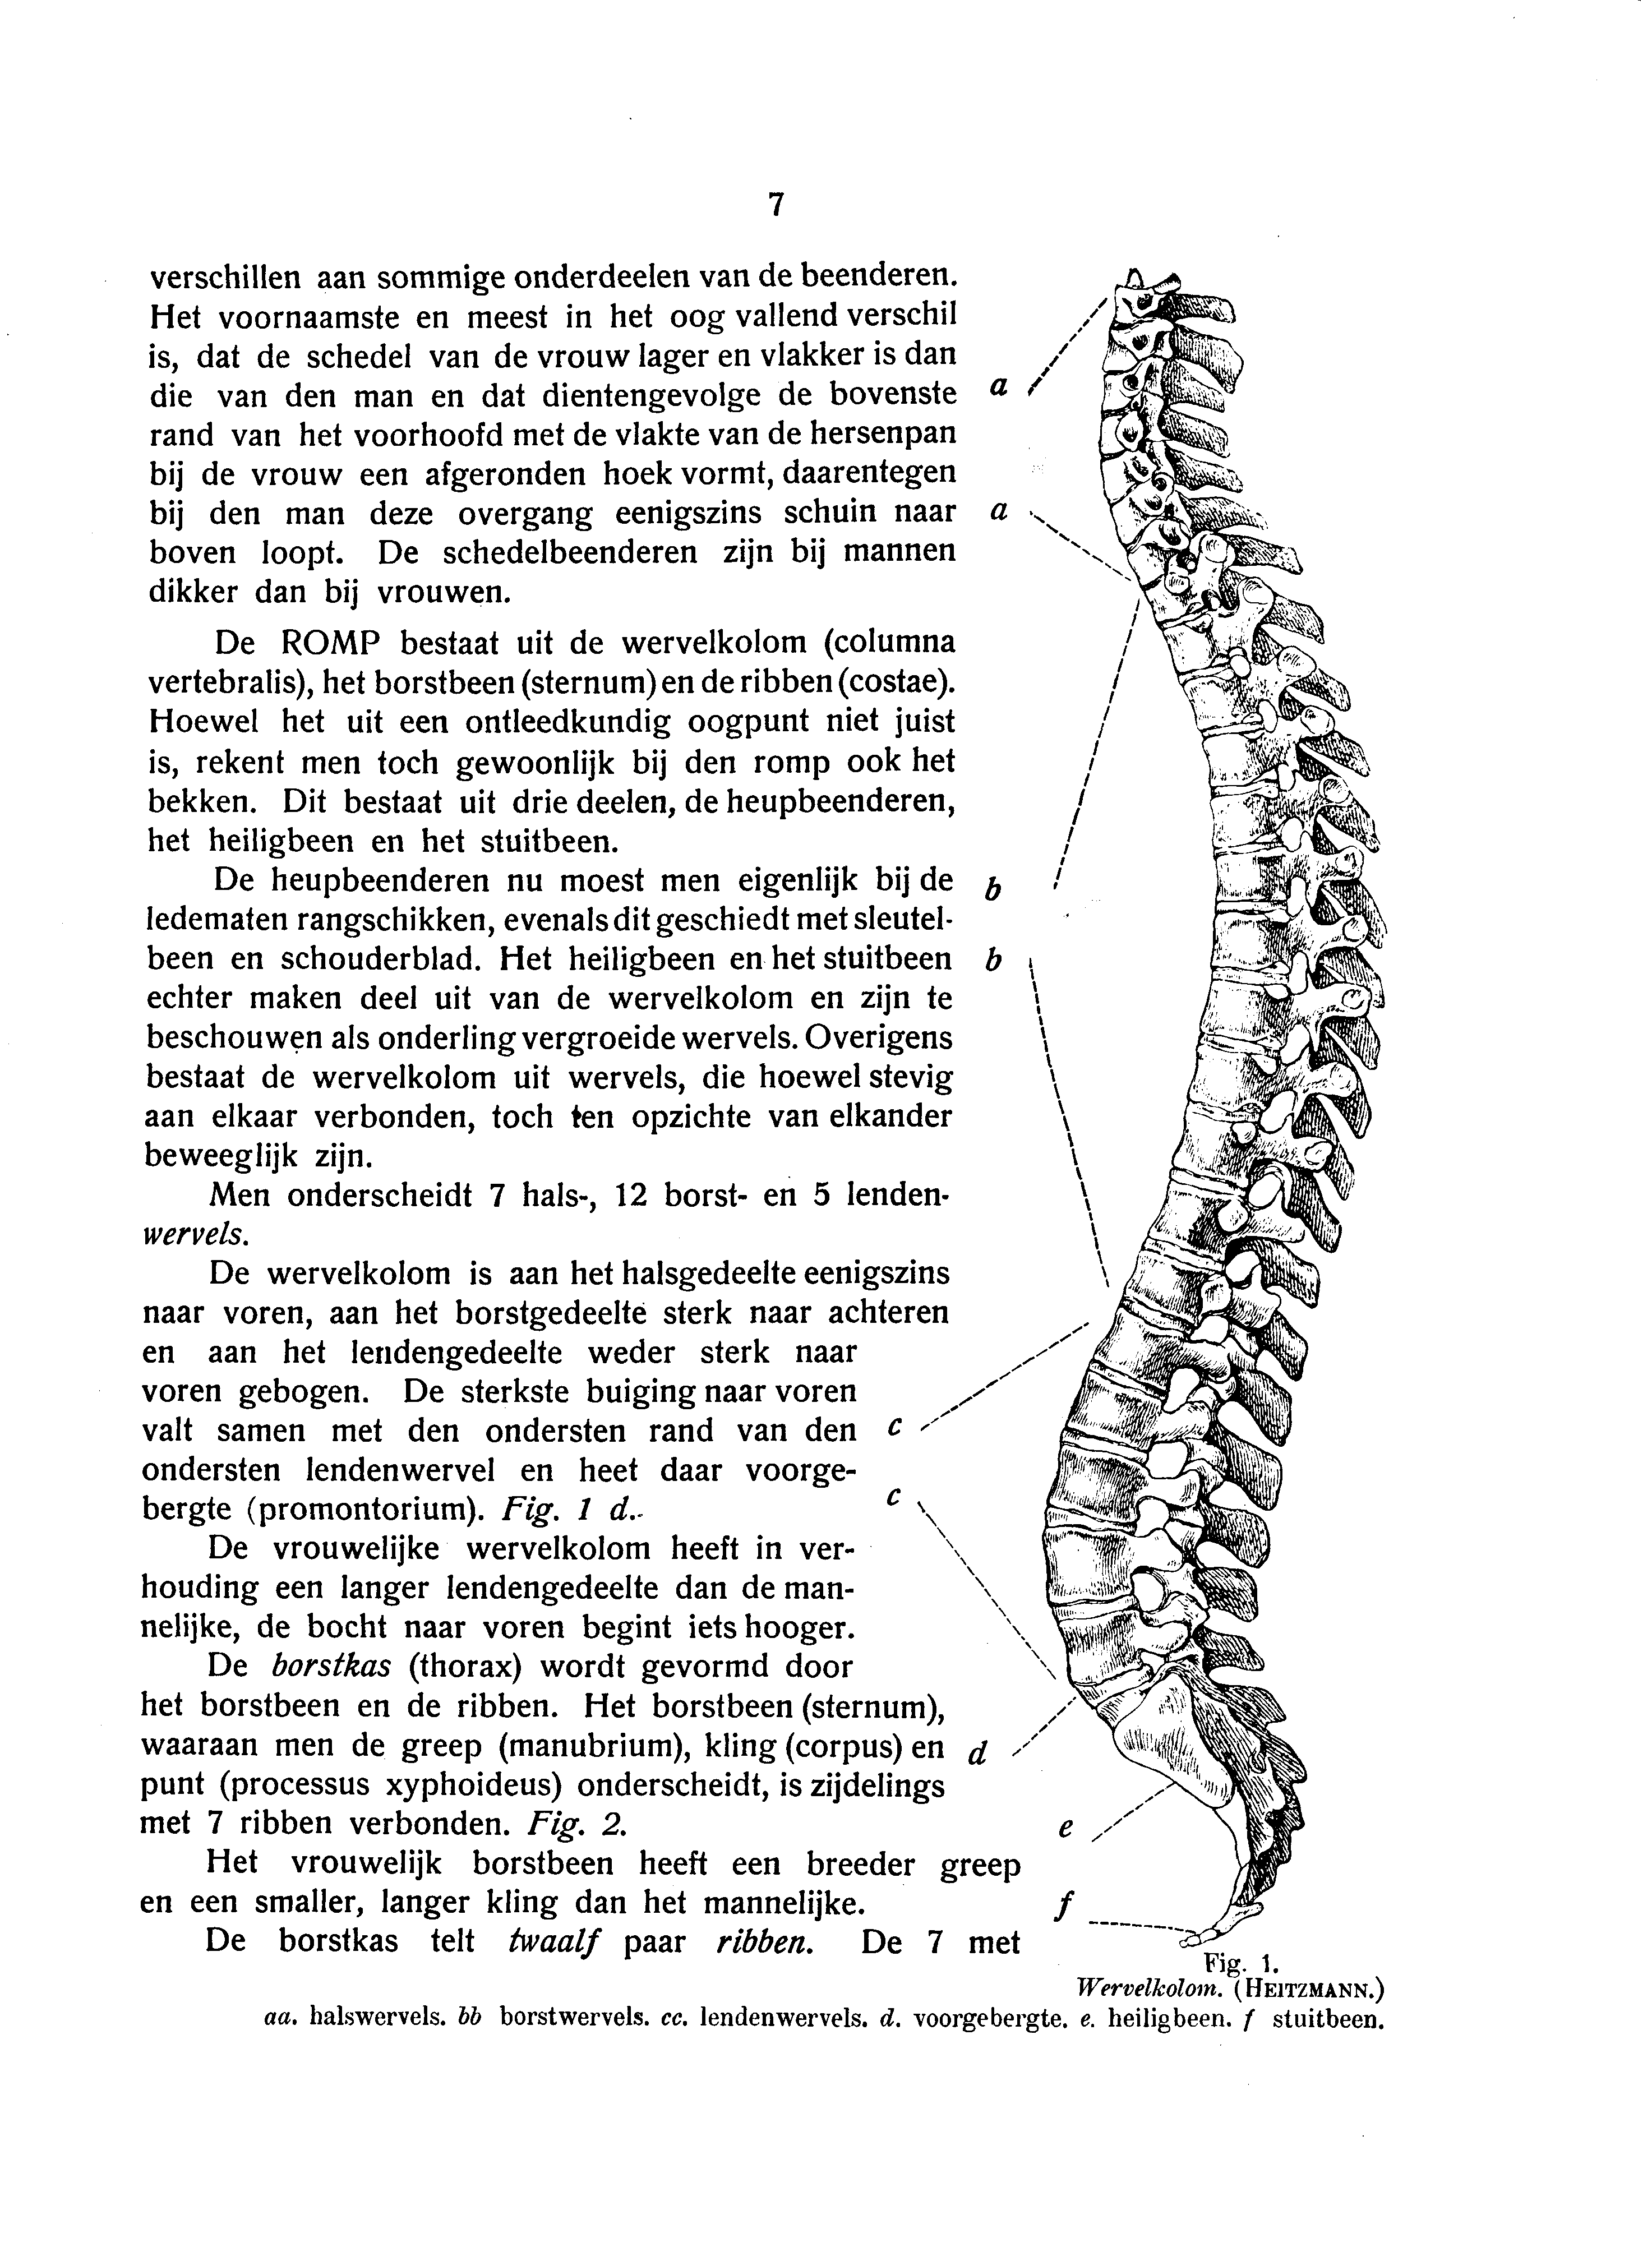 7
verschillen aan sommige onderdeelen van de beenderen.
Het voornaamste en meest in het oog vallend verschil
is, dat de schedel van de vrouw lager en vlakker is dan
die van den man en dat dientengevolge de bovenste
rand van het voorhoofd met de vlakte van de hersenpan
bij de vrouw een afgeronden hoek vormt, daarentegen
bij den man deze overgang eenigszins schuin naar
boven loopt. De schedelbeenderen zijn bij mannen
dikker dan bij vrouwen.
De ROMP bestaat uit de wervelkolom (columna
vertebralis), het borstbeen (sternum) en de ribben (costae).
Hoewel het uit een ontleedkundig oogpunt niet juist
is, rekent men toch gewoonlijk bij den romp ook het
bekken. Dit bestaat uit drie deelen, de heupbeenderen,
het heiligbeen en het stuitbeen.
De heupbeenderen nu moest men eigenlijk bij de
ledematen rangschikken, evenals dit geschiedt met sleutel-
been en schouderblad. Het heiligbeen en het stuitbeen
echter maken deel uit van de wervelkolom en zijn te
beschouwen als onderling vergroeide wervels. Overigens
bestaat de wervelkolom uit wervels, die hoewel stevig
aan elkaar verbonden, toch ten opzichte van elkander
beweeglijk zijn.
Men onderscheidt 7 hals-, 12 borst- en 5 lenden-
wervels.
De wervelkolom is aan het halsgedeelte eenigszins
naar voren, aan het borstgedeelte sterk naar achteren
en aan het lendengedeelte weder sterk naar
voren gebogen. De sterkste buiging naar voren
valt samen met den ondersten rand van den
ondersten lendenwervel en heet daar voorge-
bergte (promontorium). Fig. 1 d..
De vrouwelijke wervelkolom heeft in ver-
houding een langer lendengedeelte dan de man-
nelijke, de bocht naar voren begint iets hooger.
De borstkas (thorax) wordt gevormd door
het borstbeen en de ribben. Het borstbeen (sternum),
waaraan men de greep (manubrium), kling (corpus) en
punt (processus xyphoideus) onderscheidt, is zijdelings
met 7 ribben verbonden. Fig. 2.
Het vrouwelijk borstbeen heeft een breeder greep
en een smaller, langer kling dan het mannelijke.
De borstkas telt twaalf paar ribben. De 7 met
a
a
b
b
c
c
d
e
f
Fig. 1.
Wervelkolom. (HEITZMANN.)
aa. halswervels. bb borstwervels. cc. lendenwervels. d. voorgebergte. e. heiligbeen. f stuitbeen.